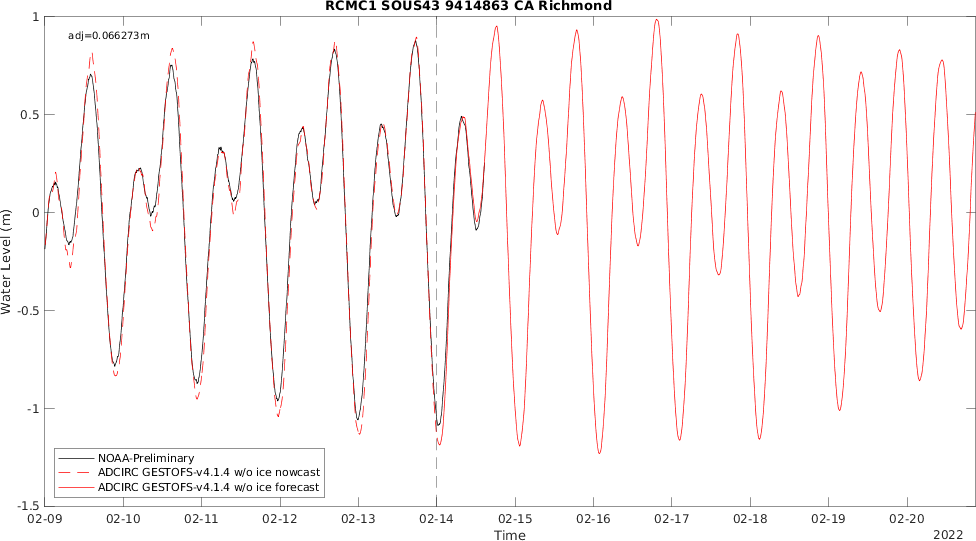 RCMC1 SOUS43 9414863 CA Richmond
adj=0.066273m
1
0.5
0
-0.5
-1
-1.5
Water Level (m)
NOAA-Preliminary
ADCIRC GESTOFS-v4.1.4 w/o ice nowcast
ADCIRC GESTOFS-v4.1.4 w/o ice forecast
02-09 02-10 02-11 02-12 02-13 02-14 02-15 02-16 02-17 02-18 02-19 02-20
Time
2022